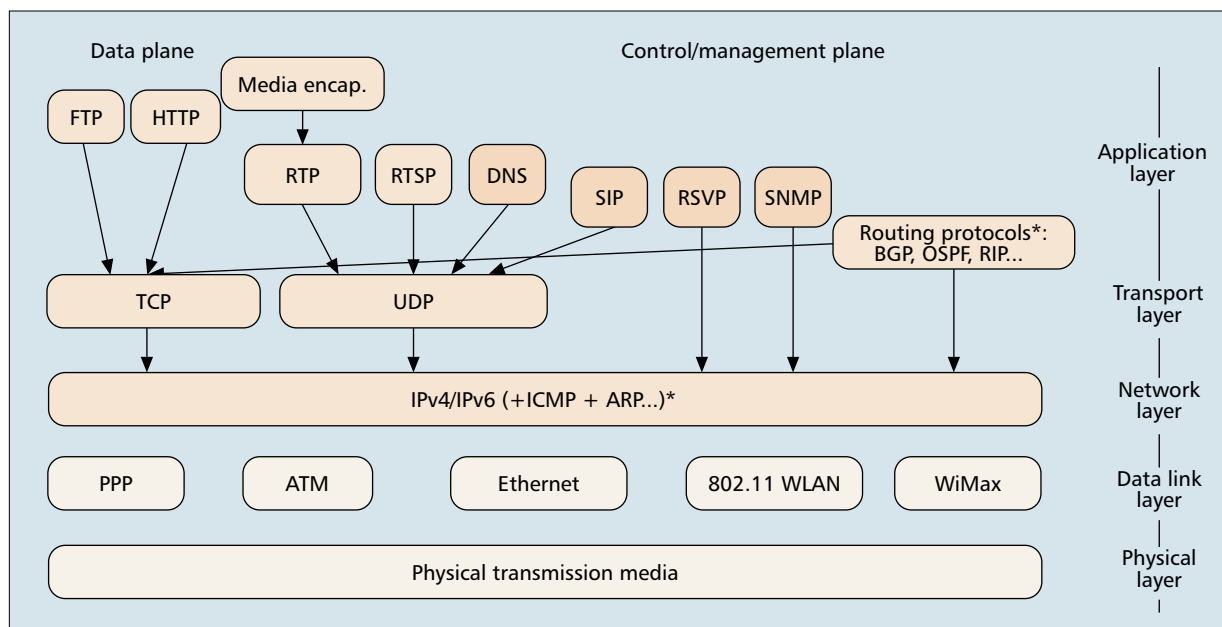 Data plane
Control/management plane
Media encap.
FTP
HTTP
RTP
RTSP
DNS
SIP
RSVP
SNMP
Application
layer
Routing protocols*:
BGP, OSPF, RIP...
TCP
UDP
Transport
layer
IPv4/IPv6 (+ICMP + ARP...)*
Network
layer
PPP
ATM
Ethernet
802.11 WLAN
WiMax
Data link
layer
Physical transmission media
Physical
layer